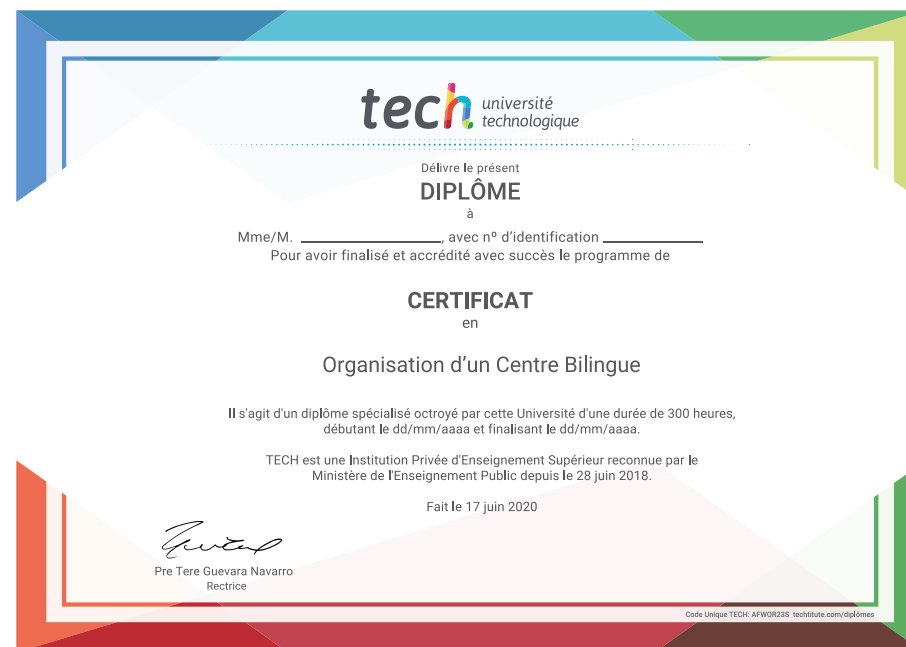 tech université
technologique
Délivre le présent
DIPLÔME
à
Mme/M. ____________________, avec nº d'identification ______________
Pour avoir finalisé et accrédité avec succès le programme de
CERTIFICAT
en
Organisation d'un Centre Bilingue
Il s'agit d'un diplôme spécialisé octroyé par cette Université d'une durée de 300 heures,
débutant le dd/mm/aaaa et finalisant le dd/mm/aaaa.
TECH est une Institution Privée d'Enseignement Supérieur reconnue par le
Ministère de l'Enseignement Public depuis le 28 juin 2018.
Fait le 17 juin 2020
Pre Tere Guevara Navarro
Rectrice
Code Unique TECH: AFWOR23S techtitute.com/diplômes